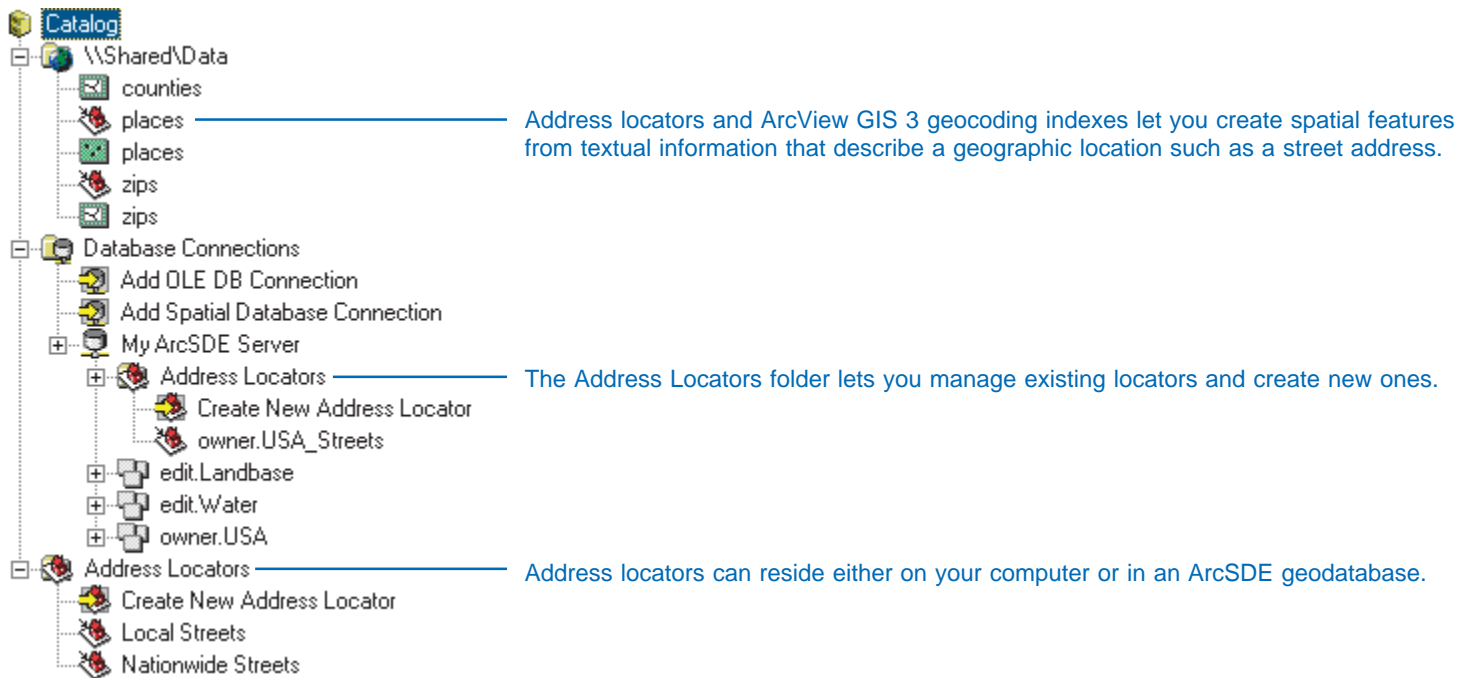 Catalog
\\Shared\Data
counties
places
Address locators and ArcView GIS 3 geocoding indexes let you create spatial features
from textual information that describe a geographic location such as a street address.
places
zips
zips
Database Connections
Add OLE DB Connection
Add Spatial Database Connection
My ArcSDE Server
Address Locators
The Address Locators folder lets you manage existing locators and create new ones.
Create New Address Locator
owner.USA_Streets
edit.Landbase
edit.Water
owner.USA
Address Locators
Address locators can reside either on your computer or in an ArcSDE geodatabase.
Create New Address Locator
Local Streets
Nationwide Streets